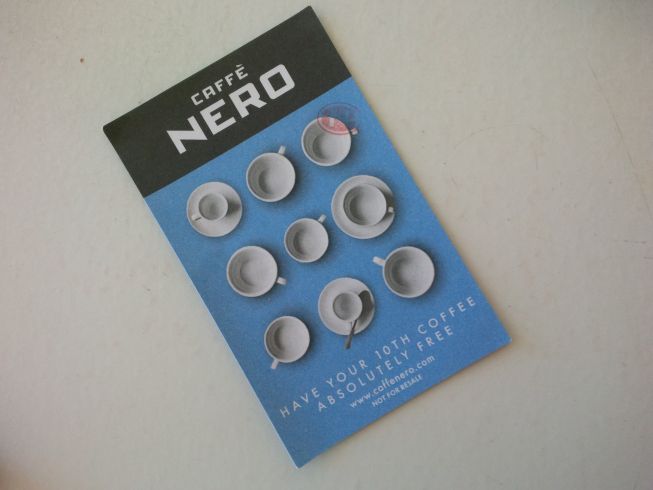 CAFFÈ
NERO
HAVE YOUR 10TH COFFEE
ABSOLUTELY FREE
www.caffenero.com
NOT FOR RESALE